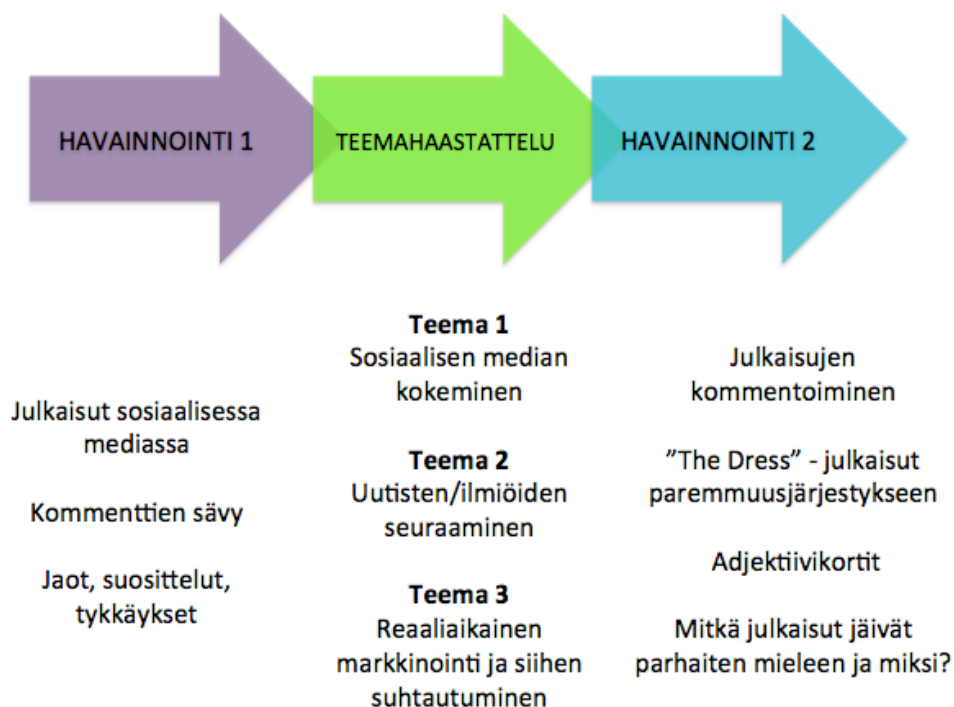 HAVAINNOINTI 1
TEEMAHAASTATTELU
HAVAINNOINTI 2
Julkaisut sosiaalisessa
mediassa
Kommenttien sävy
Jaot, suosittelut,
tykkäykset
Teema 1
Sosiaalisen median
kokeminen
Teema 2
Uutisten/ilmiöiden
seuraaminen
Teema 3
Reaaliaikainen
markkinointi ja siihen
suhtautuminen
Julkaisujen
kommentoiminen
”The Dress” - julkaisut
paremmuusjärjestykseen
Adjektiivikortit
Mitkä julkaisut jäivät
parhaiten mieleen ja miksi?